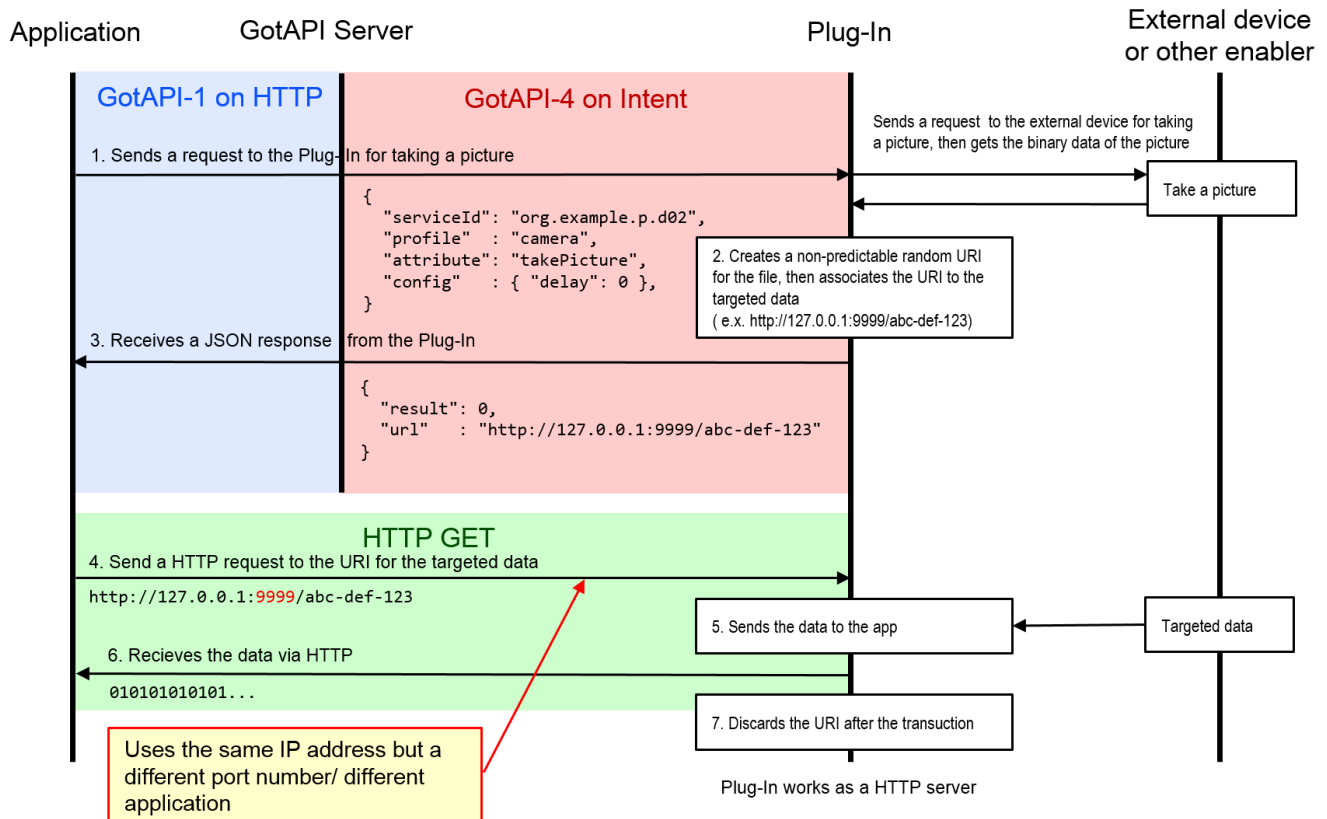 Application
GotAPI Server
Plug-In
External device
or other enabler
GotAPI-1 on HTTP
GotAPI-4 on Intent
Sends a request to the external device for taking
a picture, then gets the binary data of the picture
1. Sends a request to the Plug-In for taking a picture
Take a picture
{
"serviceId": "org.example.p.d02",
"profile" : "camera",
"attribute": "takePicture",
"config" : { "delay": 0 },
}
2. Creates a non-predictable random URI
for the file, then associates the URI to the
targeted data
( e.x. http://127.0.0.1:9999/abc-def-123)
3. Receives a JSON response from the Plug-In
{
"result": 0,
"url" : "http://127.0.0.1:9999/abc-def-123"
}
HTTP GET
4. Send a HTTP request to the URI for the targeted data
http://127.0.0.1:9999/abc-def-123
5. Sends the data to the app
Targeted data
6. Recieves the data via HTTP
010101010101...
7. Discards the URI after the transuction
Uses the same IP address but a
different port number/ different
application
Plug-In works as a HTTP server